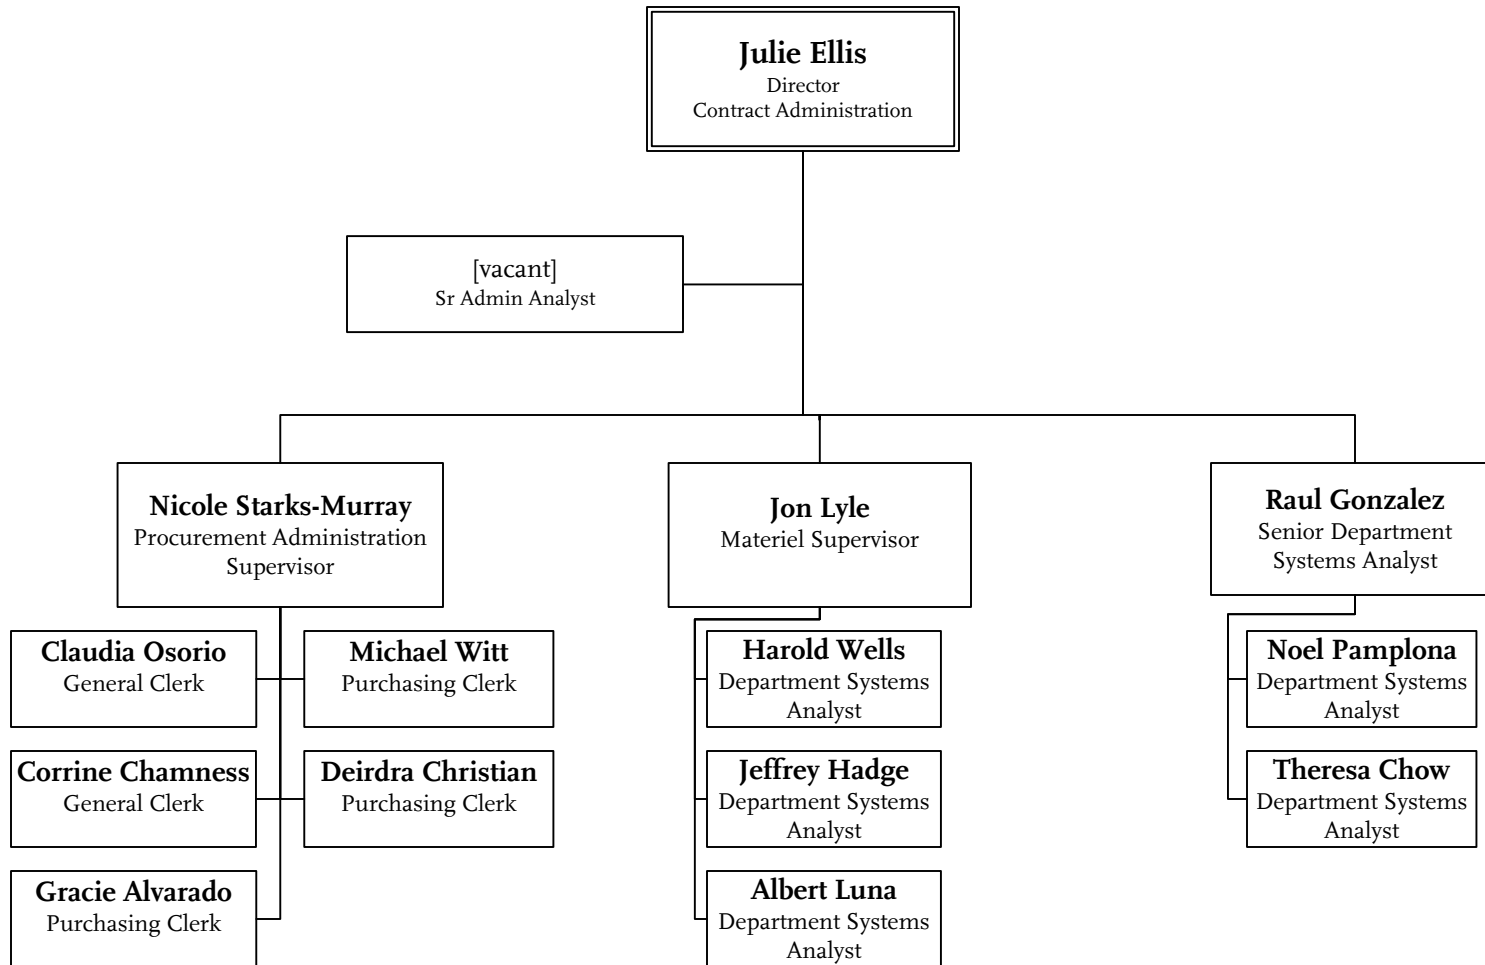 Julie Ellis
Director
Contract Administration
[vacant]
Sr Admin Analyst
Nicole Starks-Murray
Procurement Administration
Supervisor
Jon Lyle
Materiel Supervisor
Raul Gonzalez
Senior Department
Systems Analyst
Claudia Osorio
General Clerk
Michael Witt
Purchasing Clerk
Corrine Chamness
General Clerk
Deirdra Christian
Purchasing Clerk
Gracie Alvarado
Purchasing Clerk
Harold Wells
Department Systems
Analyst
Jeffrey Hadge
Department Systems
Analyst
Albert Luna
Department Systems
Analyst
Noel Pamplona
Department Systems
Analyst
Theresa Chow
Department Systems
Analyst